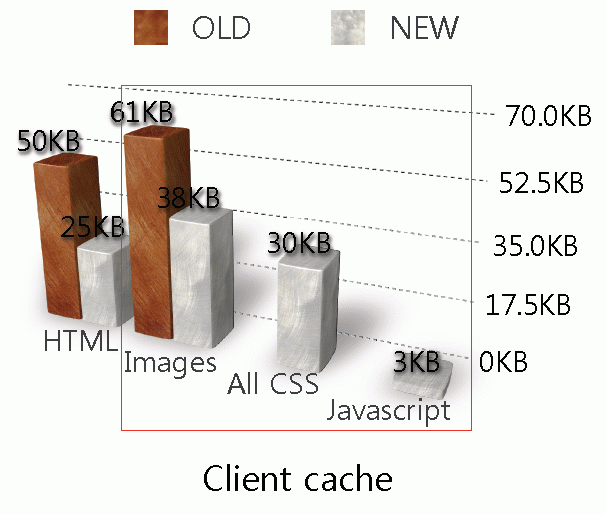 OLD NEW
70.0KB
52.5KB
35.0KB
17.5KB
0KB
50KB
25KB
61KB
38KB
30KB
3KB
HTML
Images
All CSS
Javascript
Client cache